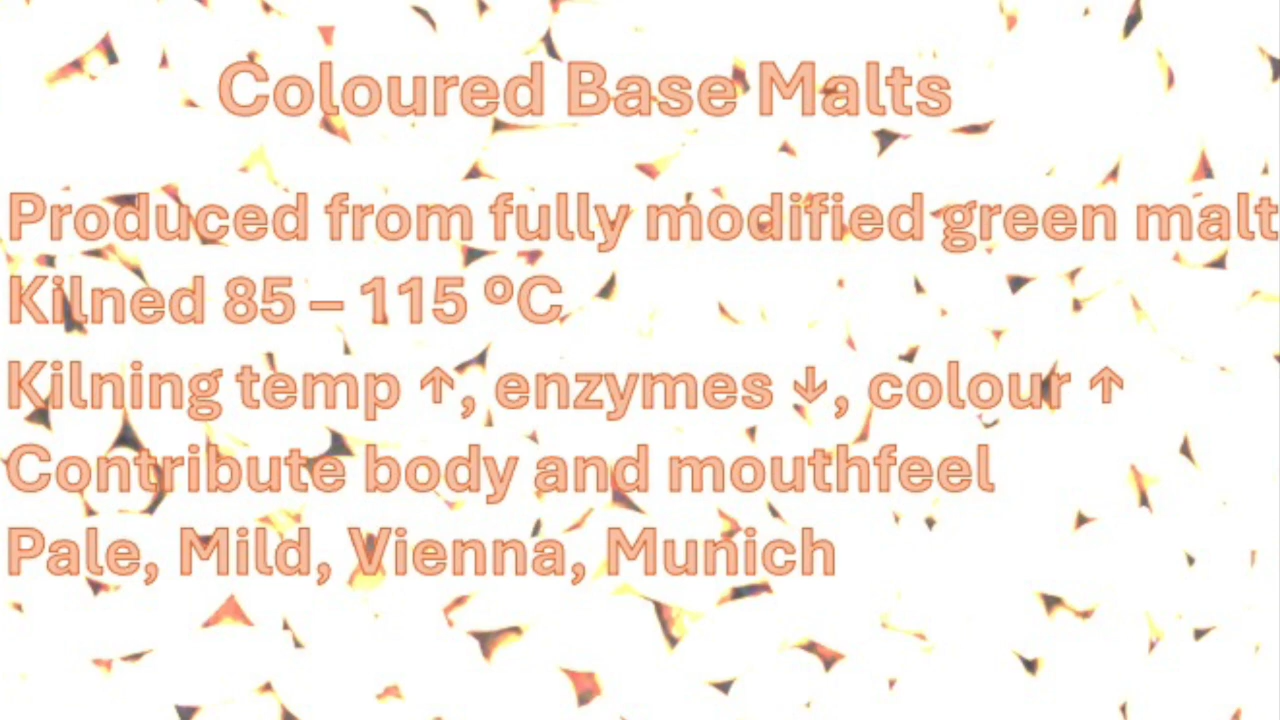 Coloured Base Malts
Produced from fully modified green malt
Kilned 85 – 115 ºC
Kilning temp ↑, enzymes ↓, colour ↑
Contribute body and mouthfeel
Pale, Mild, Vienna, Munich